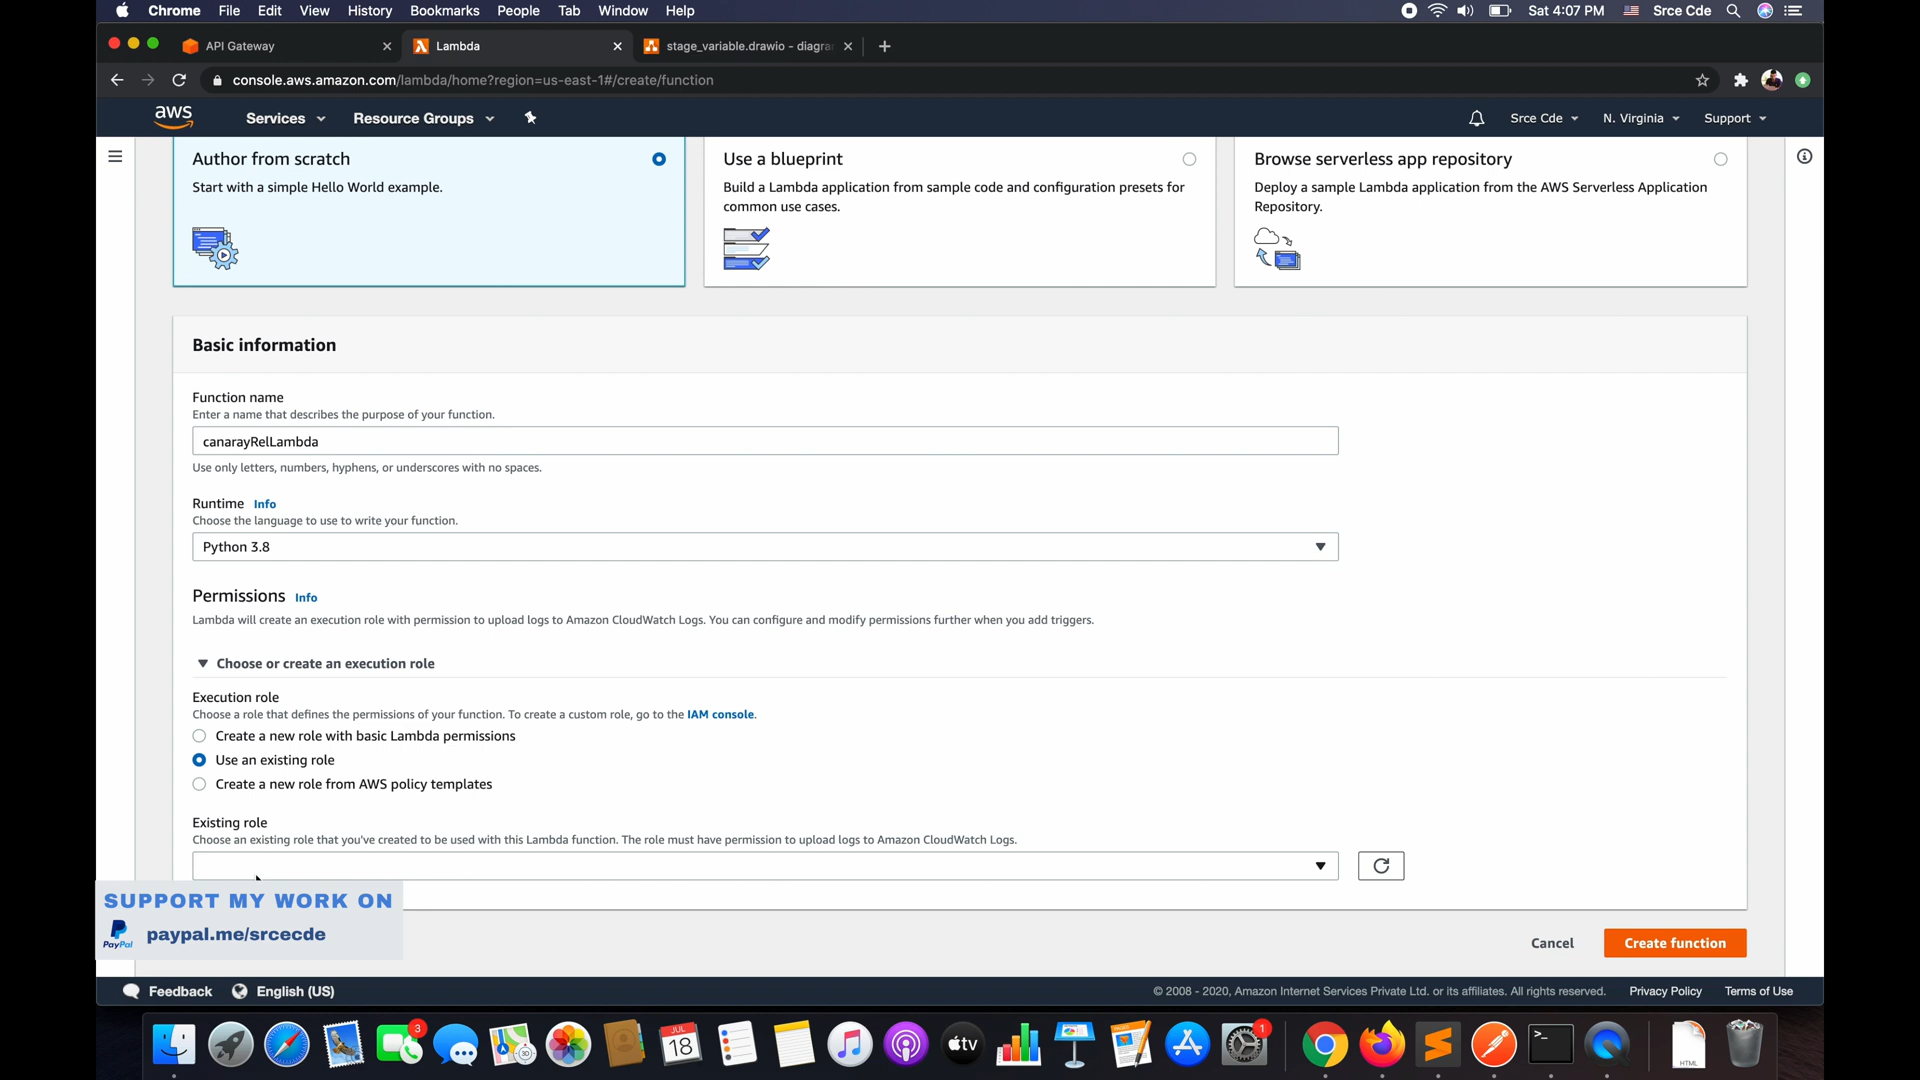 Chrome File Edit View History Bookmarks People Tab Window Help
Sat 4:07 PM Srce Cde
API Gateway
Lambda
stage_variable.drawio - diagra
console.aws.amazon.com/lambda/home?region=us-east-1#/create/function
aws Services Resource Groups Srce Cde N. Virginia Support
Author from scratch
Start with a simple Hello World example.
Use a blueprint
Build a Lambda application from sample code and configuration presets for
common use cases.
Browse serverless app repository
Deploy a sample Lambda application from the AWS Serverless Application
Repository.
Basic information
Function name
Enter a name that describes the purpose of your function.
canarayRelLambda
Use only letters, numbers, hyphens, or underscores with no spaces.
Runtime Info
Choose the language to use to write your function.
Python 3.8
Permissions Info
Lambda will create an execution role with permission to upload logs to Amazon CloudWatch Logs. You can configure and modify permissions further when you add triggers.
Choose or create an execution role
Execution role
Choose a role that defines the permissions of your function. To create a custom role, go to the IAM console.
Create a new role with basic Lambda permissions
Use an existing role
Create a new role from AWS policy templates
Existing role
Choose an existing role that you've created to be used with this Lambda function. The role must have permission to upload logs to Amazon CloudWatch Logs.
SUPPORT MY WORK ON
PayPal paypal.me/srcecde
Cancel Create function
Feedback English (US)
© 2008 - 2020, Amazon Internet Services Private Ltd. or its affiliates. All rights reserved. Privacy Policy Terms of Use
3
3D
JUL
18
tv
1
HTML